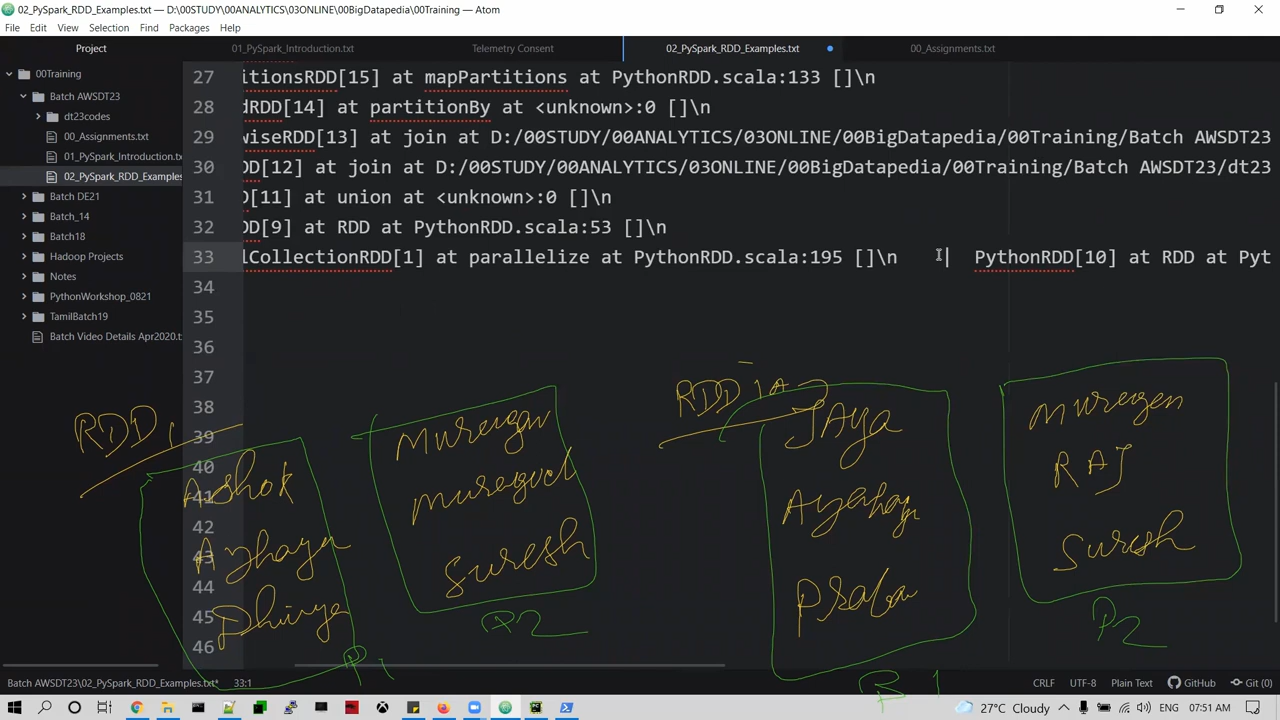 02_PySpark_RDD_Examples.txt — D:\00STUDY\00ANALYTICS\03ONLINE\00BigDatapedia\00Training — Atom
File Edit View Selection Find Packages Help
Project
01_PySpark_Introduction.txt
Telemetry Consent
02_PySpark_RDD_Examples.txt
00_Assignments.txt
00Training
Batch AWSDT23
dt23codes
00_Assignments.txt
01_PySpark_Introduction.tx
02_PySpark_RDD_Examples
Batch DE21
Batch_14
Batch18
Hadoop Projects
Notes
PythonWorkshop_0821
TamilBatch19
Batch Video Details Apr2020.t
27 itionsRDD[15] at mapPartitions at PythonRDD.scala:133 []\n
28 dRDD[14] at partitionBy at <unknown>:0 []\n
29 wiseRDD[13] at join at D:/00STUDY/00ANALYTICS/03ONLINE/00BigDatapedia/00Training/Batch AWSDT23
30 DD[12] at join at D:/00STUDY/00ANALYTICS/03ONLINE/00BigDatapedia/00Training/Batch AWSDT23/dt23
31 D[11] at union at <unknown>:0 []\n
32 DD[9] at RDD at PythonRDD.scala:53 []\n
33 lCollectionRDD[1] at parallelize at PythonRDD.scala:195 []\n PythonRDD[10] at RDD at Pyt
34
35
36
37
38
39
40
41
42
43
44
45
46
RDD1
Ashok
Dhivya
P1
Murugan
Suresh
P2
RDD 1A
JAya
P1
RAJ
Suresh
P2
Batch AWSDT23\02_PySpark_RDD_Examples.txt* 33:1
CRLF UTF-8 Plain Text GitHub Git (0)
27°C Cloudy
ENG 07:51 AM